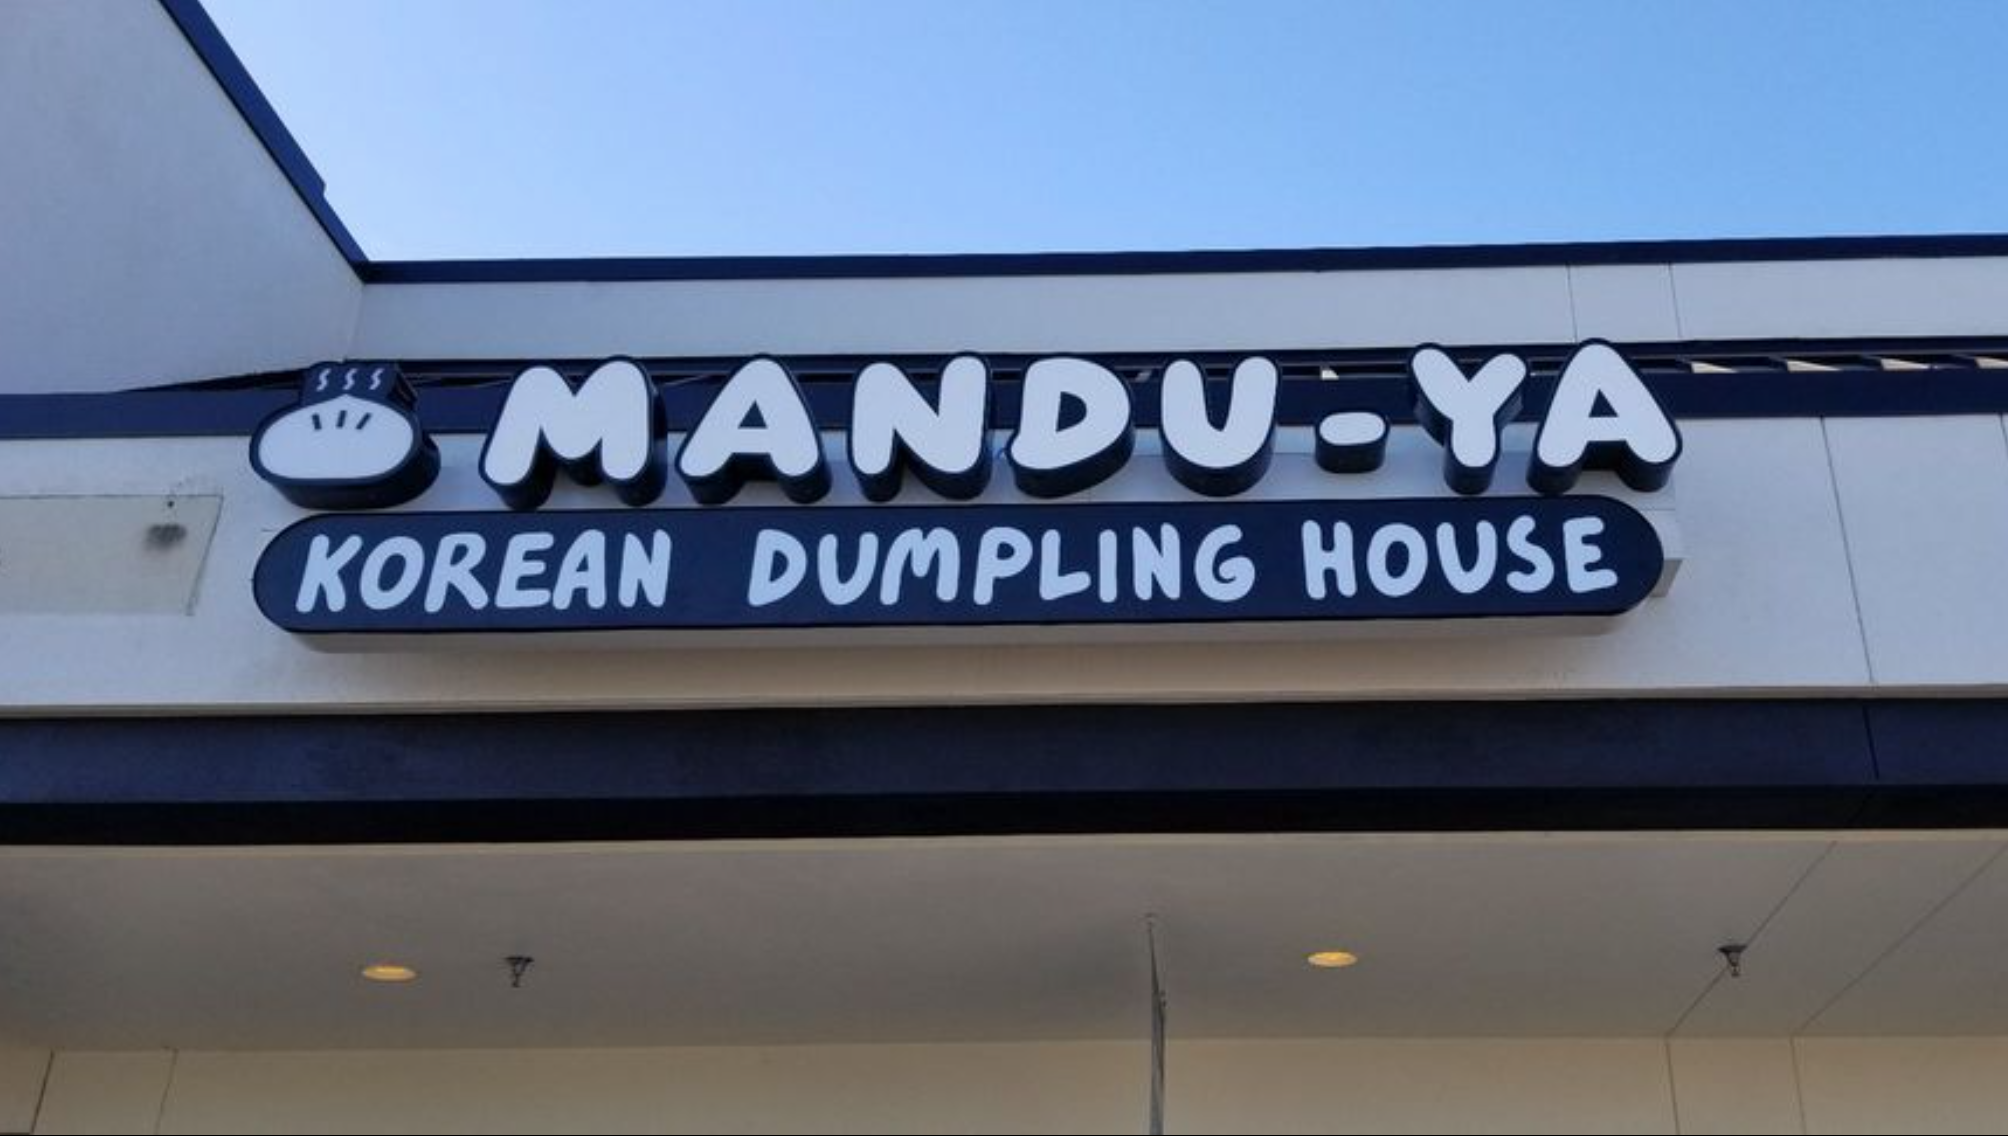 MANDU-YA
KOREAN DUMPLING HOUSE